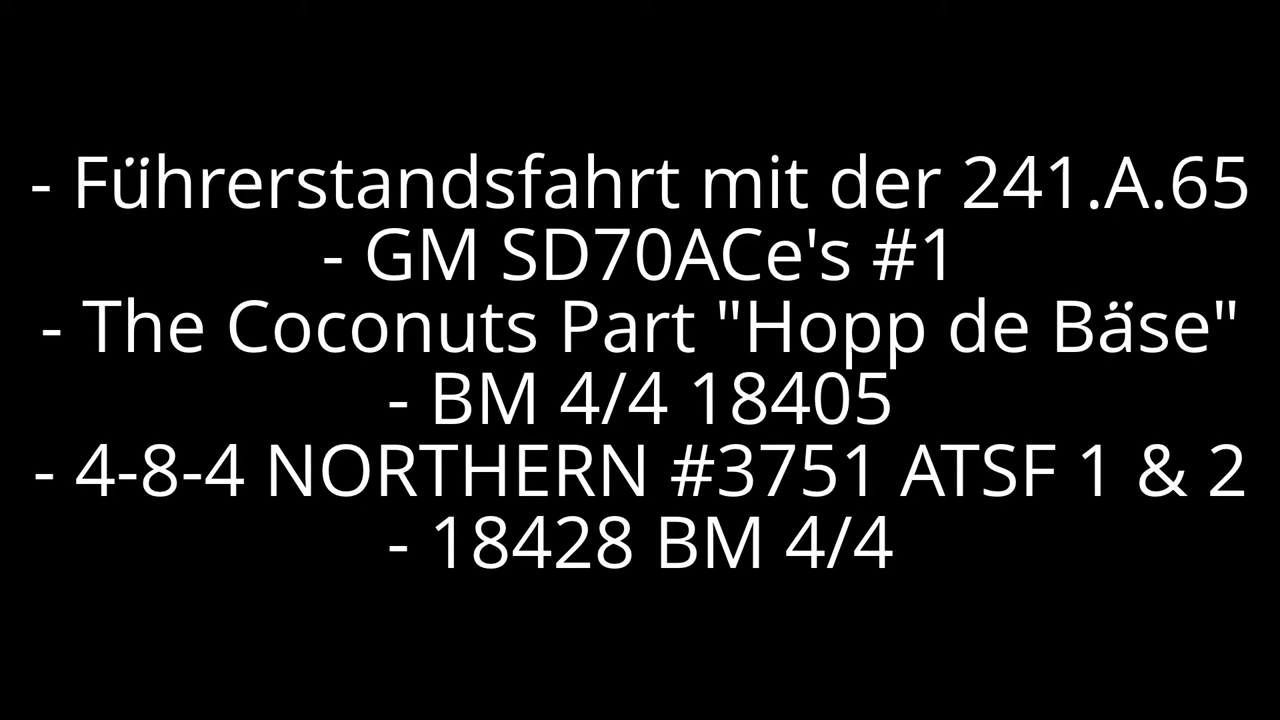 - Führerstandsfahrt mit der 241.A.65
- GM SD70ACe's #1
- The Coconuts Part "Hopp de Bäse"
- BM 4/4 18405
- 4-8-4 NORTHERN #3751 ATSF 1 & 2
- 18428 BM 4/4